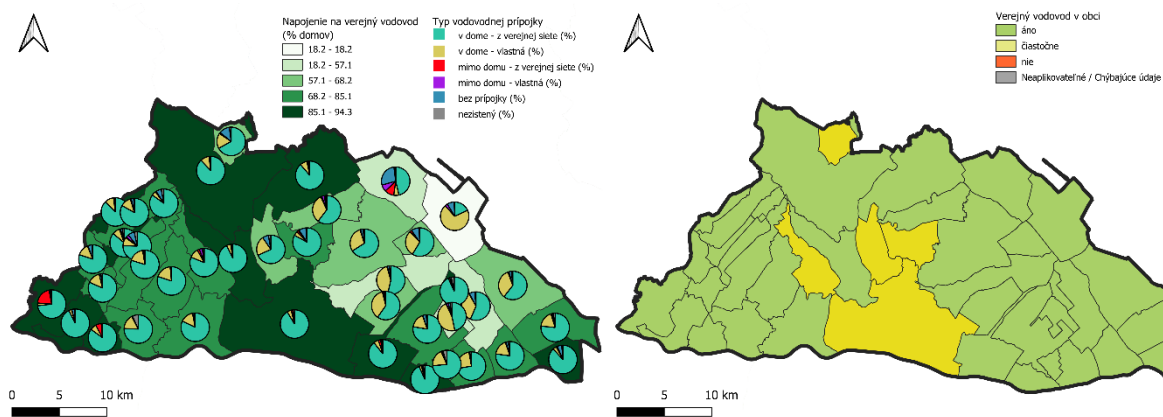 Napojenie na verejný vodovod
(% domov)
18.2 - 18.2
18.2 - 57.1
57.1 - 68.2
68.2 - 85.1
85.1 - 94.3
Typ vodovodnej prípojky
v dome - z verejnej siete (%)
v dome - vlastná (%)
mimo domu - z verejnej siete (%)
mimo domu - vlastná (%)
bez prípojky (%)
nezistený (%)
0 5 10 km
Verejný vodovod v obci
áno
čiastočne
nie
Neaplikovateľné / Chýbajúce údaje
0 5 10 km